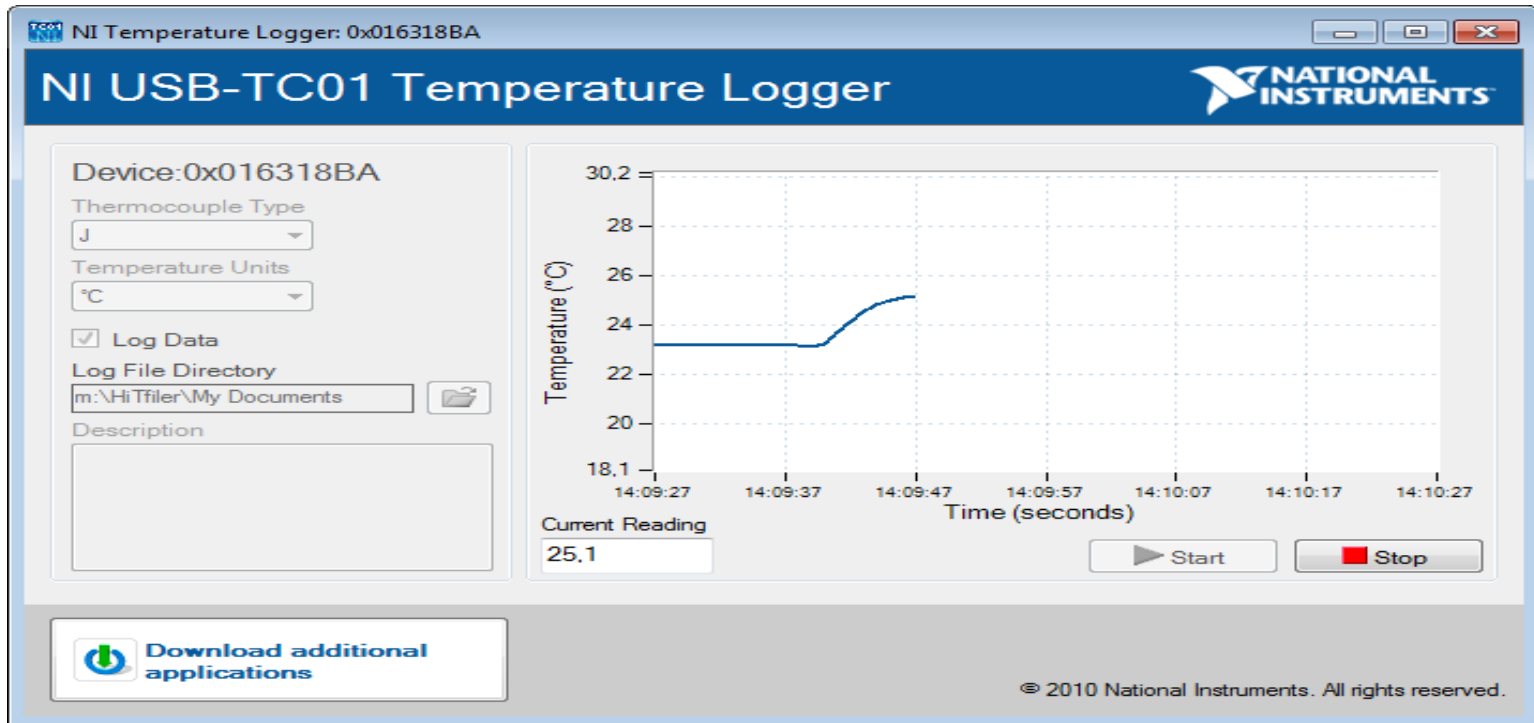 NI Temperature Logger: 0x016318BA
NI USB-TC01 Temperature Logger
NATIONAL
INSTRUMENTS
Device:0x016318BA
Thermocouple Type
J
Temperature Units
°C
Log Data
Log File Directory
m:\HiTfiler\My Documents
Description
Temperature (°C)
30,2
28
26
24
22
20
18,1
14:09:27 14:09:37 14:09:47 14:09:57 14:10:07 14:10:17 14:10:27
Time (seconds)
Current Reading
25,1
Start
Stop
Download additional
applications
© 2010 National Instruments. All rights reserved.